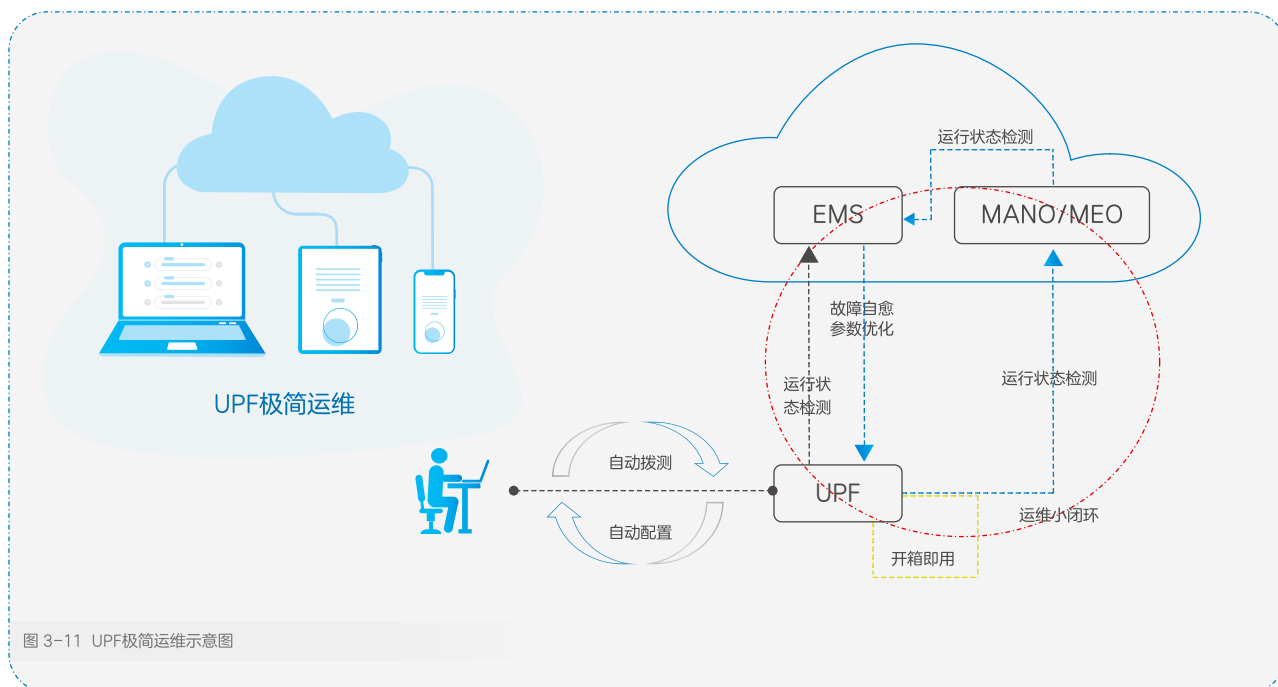 运行状态检测
EMS
MANO/MEO
故障自愈
参数优化
运行状
态检测
运行状态检测
UPF极简运维
自动拨测
UPF
自动配置
运维小闭环
开箱即用
图 3-11 UPF极简运维示意图